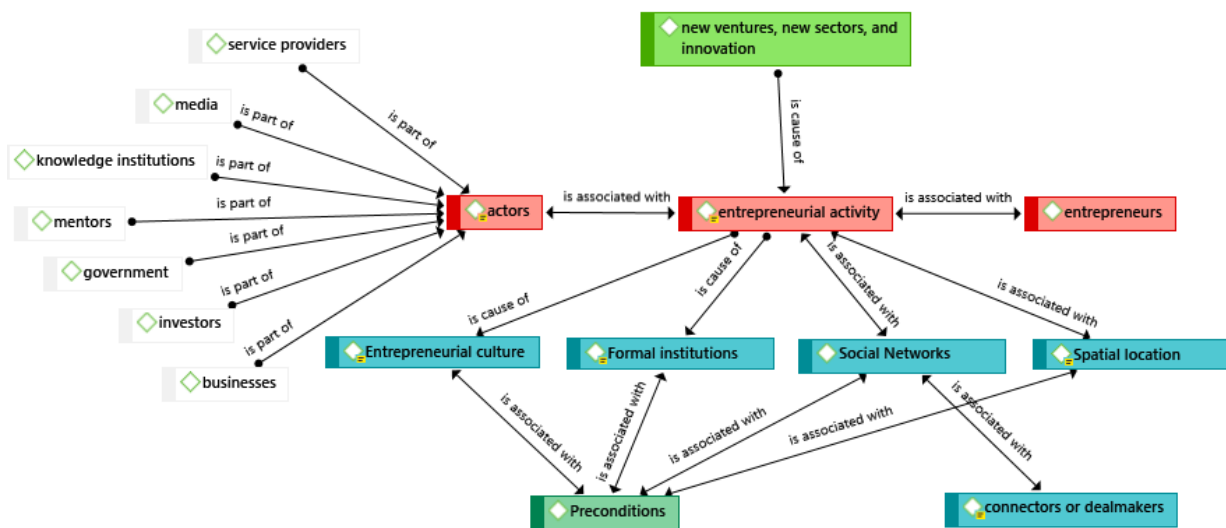 new ventures, new sectors, and
innovation
service providers
is cause of
media
is part of
is part of
knowledge institutions
is part of
is associated with
is associated with
actors
entrepreneurial activity
entrepreneurs
mentors
is part of
is part of
government
is part of
is cause of
is cause of
is associated with
is associated with
investors
is part of
businesses
Entrepreneurial culture
Formal institutions
Social Networks
Spatial location
is associated with
is associated with
is associated with
is associated with
is associated with
Preconditions
connectors or dealmakers